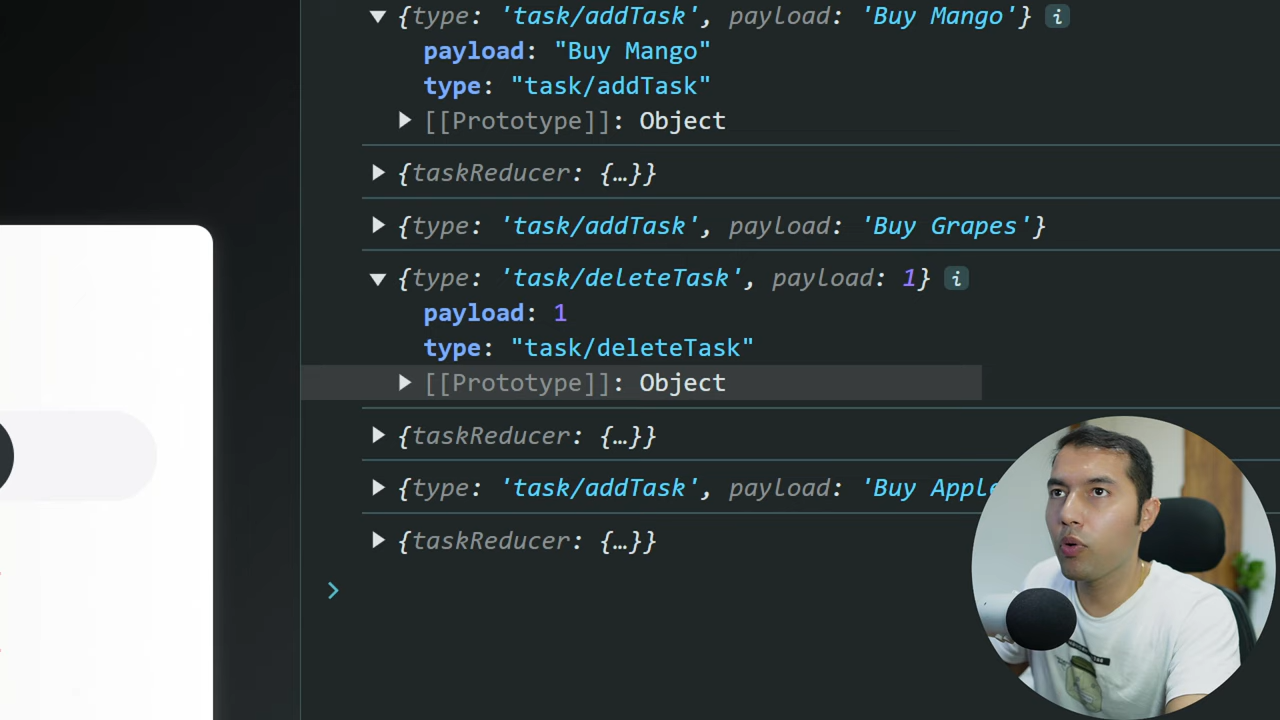 {type: 'task/addTask', payload: 'Buy Mango'} i
payload: "Buy Mango"
type: "task/addTask"
[[Prototype]]: Object
{taskReducer: {…}}
{type: 'task/addTask', payload: 'Buy Grapes'}
{type: 'task/deleteTask', payload: 1} i
payload: 1
type: "task/deleteTask"
[[Prototype]]: Object
{taskReducer: {…}}
{type: 'task/addTask', payload: 'Buy Apple
{taskReducer: {…}}